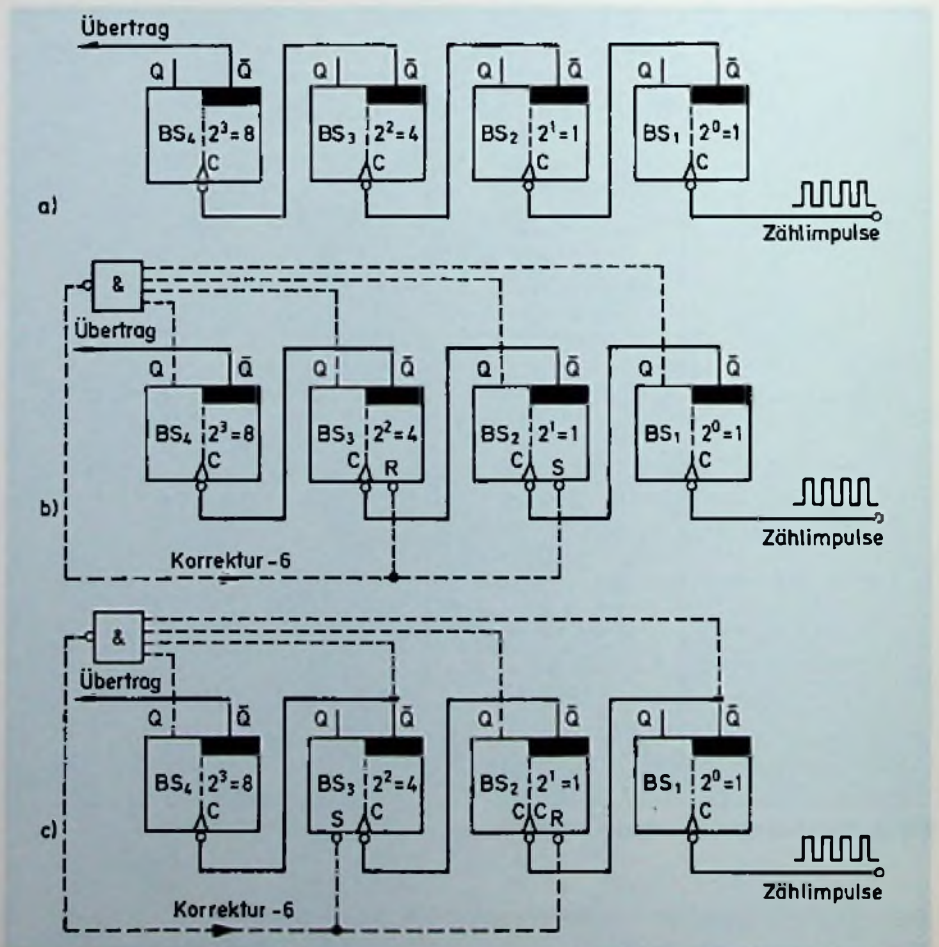 Übertrag
Q Q̄ Q Q̄ Q Q̄ Q Q̄
BS₄ 2³=8 BS₃ 2²=4 BS₂ 2¹=1 BS₁ 2⁰=1
C C C C
a)
Zählimpulse
&
Übertrag
Q Q̄ Q Q̄ Q Q̄ Q Q̄
BS₄ 2³=8 BS₃ 2²=4 BS₂ 2¹=1 BS₁ 2⁰=1
C C R C S C
b)
Zählimpulse
Korrektur -6
&
Übertrag
Q Q̄ Q Q̄ Q Q̄ Q Q̄
BS₄ 2³=8 BS₃ 2²=4 BS₂ 2¹=1 BS₁ 2⁰=1
C S C C C R C
c)
Zählimpulse
Korrektur -6